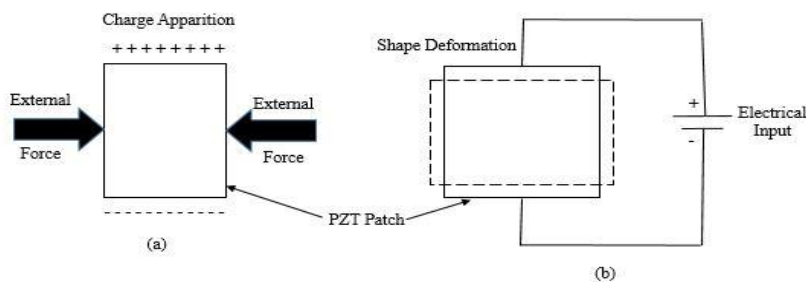 Charge Apparition
+ + + + + + + +
External
Force
External
Force
- - - - - - - - - - - -
(a)
PZT Patch
Shape Deformation
+
-
Electrical
Input
(b)